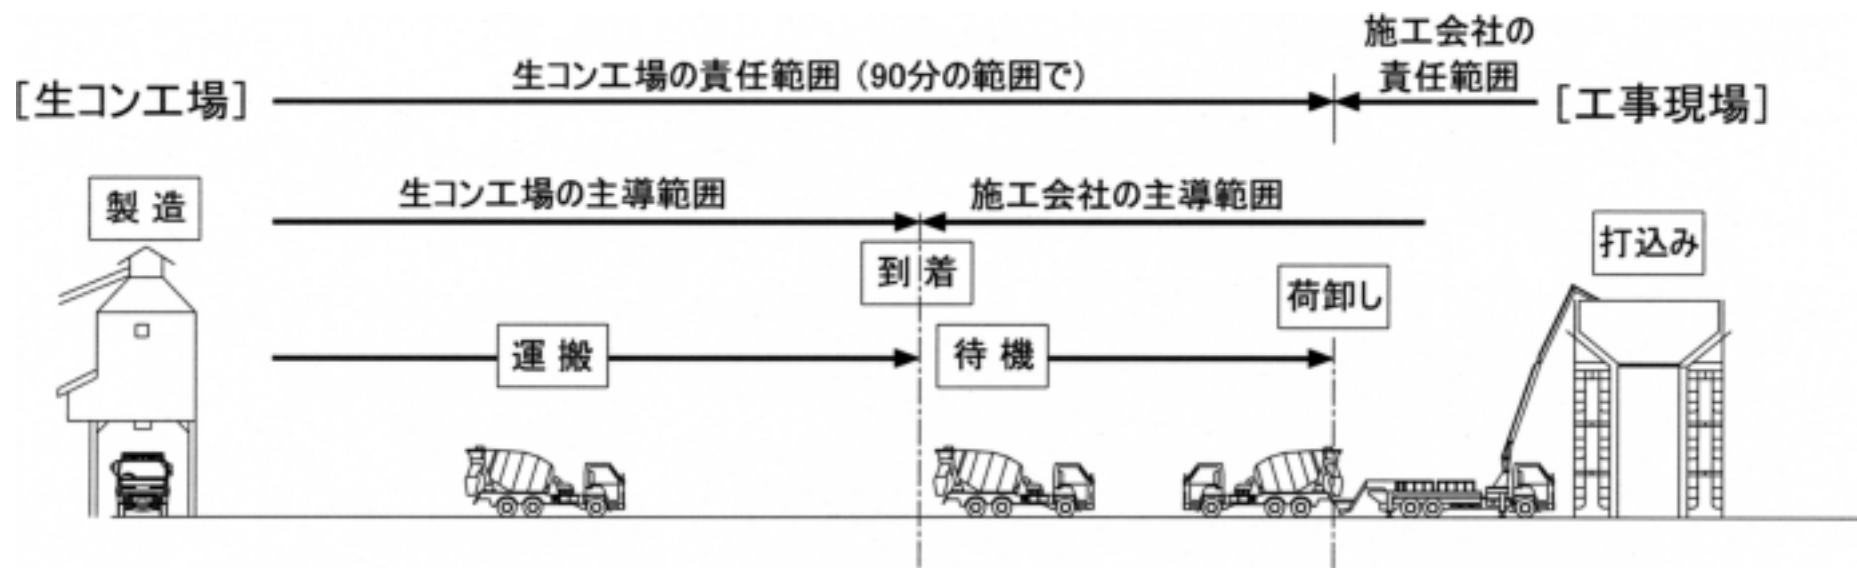 施工会社の
責任範囲
生コン工場の責任範囲（90分の範囲で）
［生コン工場］
［工事現場］
製造
生コン工場の主導範囲
施工会社の主導範囲
到着
荷卸し
打込み
運搬
待機